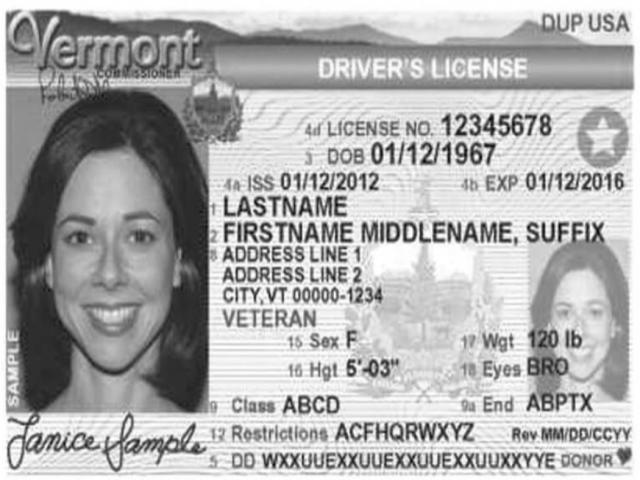 Vermont
DUP USA
COMMISSIONER
DRIVER'S LICENSE
4d LICENSE NO. 12345678
3 DOB 01/12/1967
4a ISS 01/12/2012 4b EXP 01/12/2016
1 LASTNAME
2 FIRSTNAME MIDDLENAME, SUFFIX
8 ADDRESS LINE 1
ADDRESS LINE 2
CITY, VT 00000-1234
VETERAN
15 Sex F 17 Wgt 120 lb
16 Hgt 5'-03" 18 Eyes BRO
9 Class ABCD 9a End ABPTX
12 Restrictions ACFHQRWXYZ Rev MM/DD/CCYY
5 DD WXUUEXXUUEXXUUEXXUUXXYYE DONOR
SAMPLE
Janice Sample